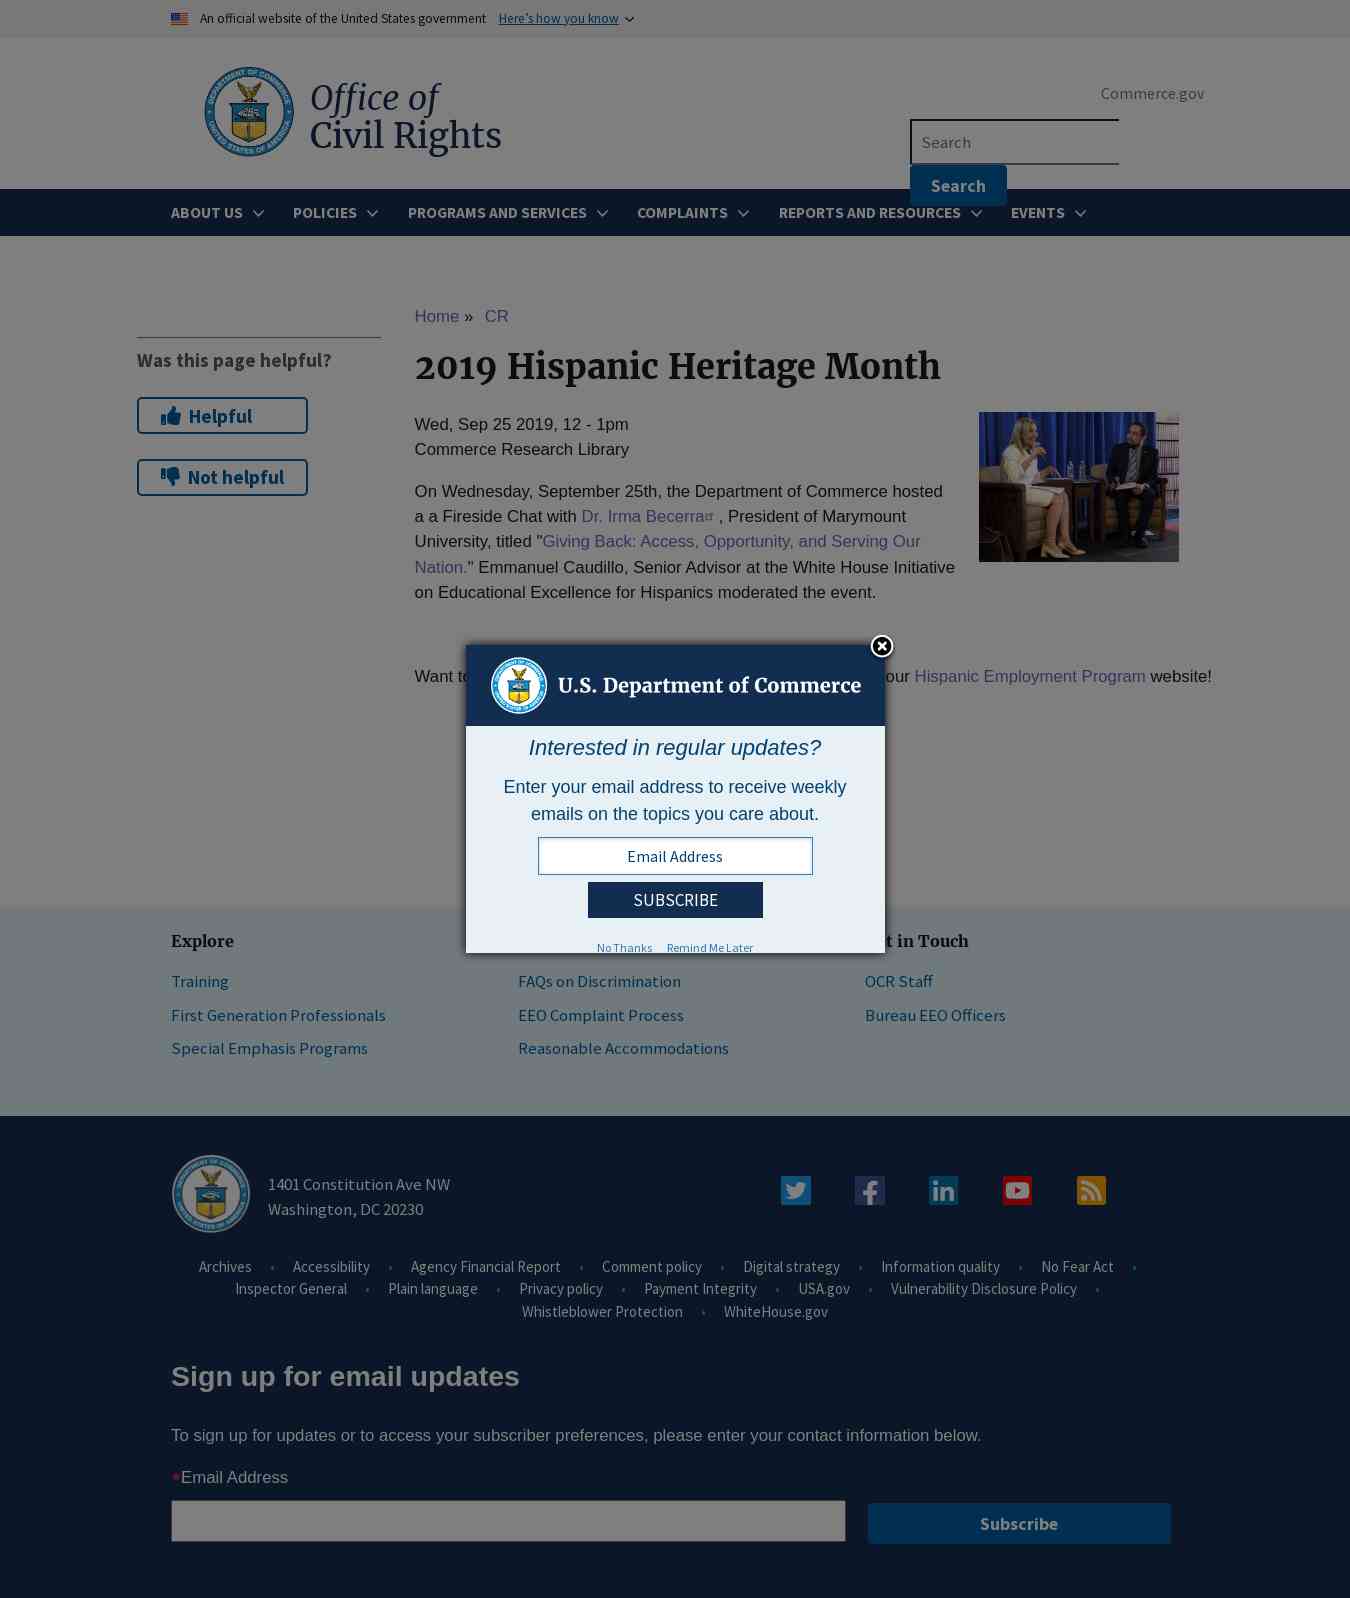 An official website of the United States government Here's how you know
Office of
Civil Rights
Commerce.gov
Search
Search
ABOUT US POLICIES PROGRAMS AND SERVICES COMPLAINTS REPORTS AND RESOURCES EVENTS
Home » CR
Was this page helpful?
Helpful
Not helpful
2019 Hispanic Heritage Month
Wed, Sep 25 2019, 12 - 1pm
Commerce Research Library
On Wednesday, September 25th, the Department of Commerce hosted
a a Fireside Chat with Dr. Irma Becerra , President of Marymount
University, titled "Giving Back: Access, Opportunity, and Serving Our
Nation." Emmanuel Caudillo, Senior Advisor at the White House Initiative
on Educational Excellence for Hispanics moderated the event.
Want our Hispanic Employment Program website!
U.S. Department of Commerce
Interested in regular updates?
Enter your email address to receive weekly
emails on the topics you care about.
Email Address
SUBSCRIBE
No Thanks Remind Me Later
Explore
Training
First Generation Professionals
Special Emphasis Programs
FAQs on Discrimination
EEO Complaint Process
Reasonable Accommodations
in Touch
OCR Staff
Bureau EEO Officers
1401 Constitution Ave NW
Washington, DC 20230
Archives Accessibility Agency Financial Report Comment policy Digital strategy Information quality No Fear Act
Inspector General Plain language Privacy policy Payment Integrity USA.gov Vulnerability Disclosure Policy
Whistleblower Protection WhiteHouse.gov
Sign up for email updates
To sign up for updates or to access your subscriber preferences, please enter your contact information below.
*Email Address
Subscribe